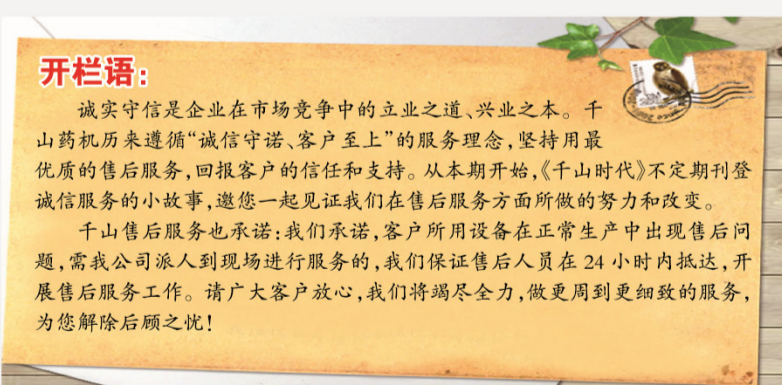 开栏语：
诚实守信是企业在市场竞争中的立业之道、兴业之本。千
山药机历来遵循“诚信守诺、客户至上”的服务理念，坚持用最
优质的售后服务，回报客户的信任和支持。从本期开始，《千山时代》不定期刊登
诚信服务的小故事，邀您一起见证我们在售后服务方面所做的努力和改变。
千山售后服务也承诺：我们承诺，客户所用设备在正常生产中出现售后问
题，需我公司派人到现场进行服务的，我们保证售后人员在 24 小时内抵达，开
展售后服务工作。请广大客户放心，我们将竭尽全力，做更周到更细致的服务，
为您解除后顾之忧！